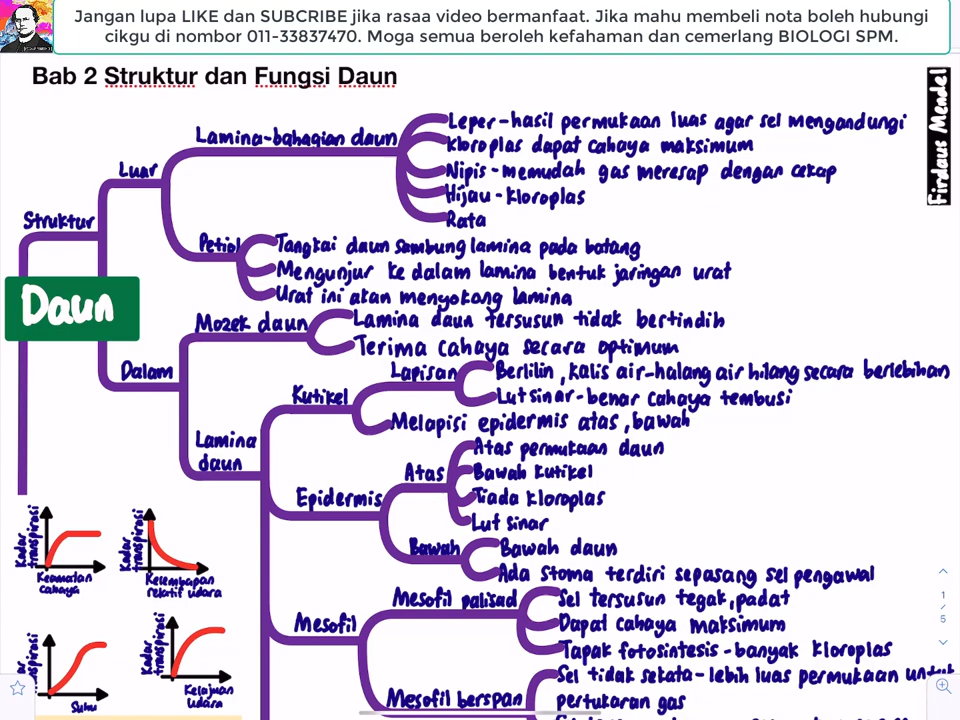 Jangan lupa LIKE dan SUBCRIBE jika rasaa video bermanfaat. Jika mahu membeli nota boleh hubungi
cikgu di nombor 011-33837470. Moga semua beroleh kefahaman dan cemerlang BIOLOGI SPM.
Bab 2 Struktur dan Fungsi Daun
Firdaus Mendel
Daun
Struktur
Luar
Lamina-bahagian daun
Leper-hasil permukaan luas agar sel mengandungi
kloroplas dapat cahaya maksimum
Nipis-memudah gas meresap dengan cekap
Hijau-kloroplas
Rata
Petiol
Tangkai daun sambung lamina pada batang
Mengunjur ke dalam lamina bentuk jaringan urat
Urat ini akan menyokong lamina
Dalam
Mozek daun
Lamina daun tersusun tidak bertindih
Terima cahaya secara optimum
Lamina
daun
Kutikel
Lapisan
Berlilin, kalis air-halang air hilang secara berlebihan
Lutsinar-benar cahaya tembusi
Melapisi epidermis atas, bawah
Epidermis
Atas
Atas permukaan daun
Bawah kutikel
Tiada kloroplas
Lut sinar
Bawah
Bawah daun
Ada stoma terdiri sepasang sel pengawal
Mesofil
Mesofil palisad
Sel tersusun tegak, padat
Dapat cahaya maksimum
Tapak fotosintesis-banyak kloroplas
Mesofil berspan
Sel tidak sekata-lebih luas permukaan untuk
pertukaran gas
Kadar
transpirasi
Keamatan
cahaya
Kadar
transpirasi
Kelembapan
relatif udara
Suhu
Kadar
transpirasi
Kelajuan
udara
1
/
5